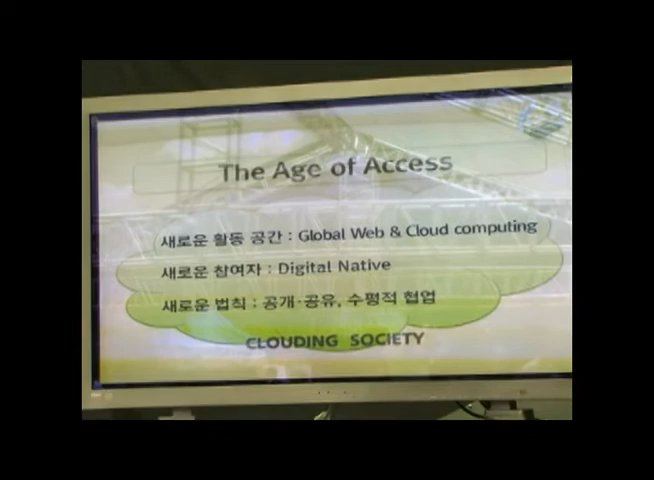 The Age of Access
새로운 활동 공간 : Global Web & Cloud computing
새로운 참여자 : Digital Native
새로운 법칙 : 공개·공유, 수평적 협업
CLOUDING SOCIETY